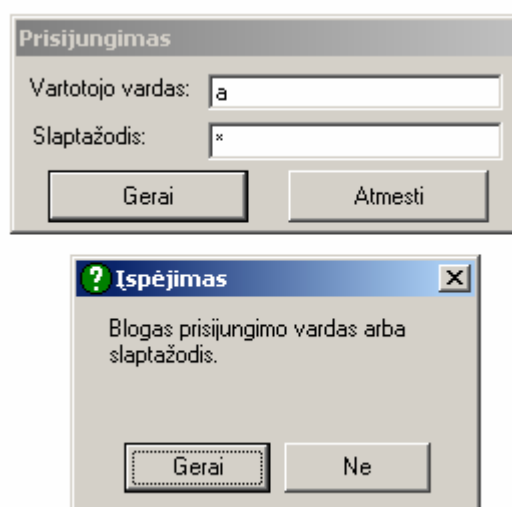 Prisijungimas
Vartotojo vardas: a
Slaptažodis: *
Gerai Atmesti
Įspėjimas
Blogas prisijungimo vardas arba
slaptažodis.
Gerai Ne